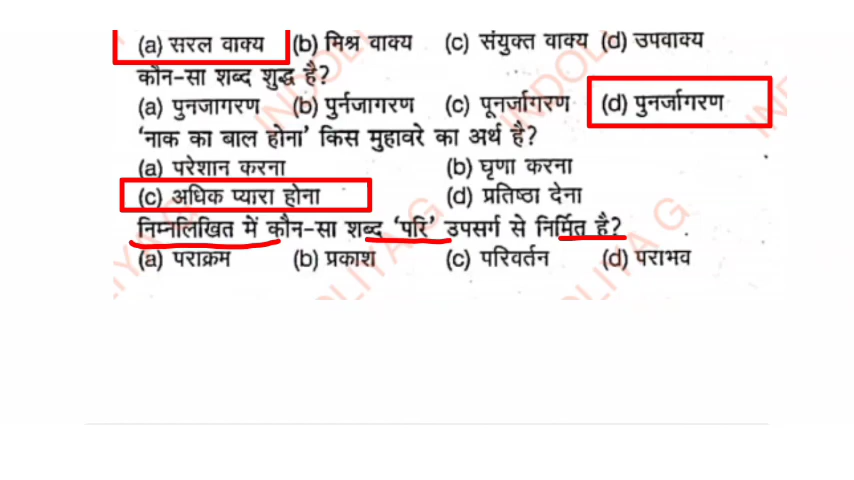 (a) सरल वाक्य (b) मिश्र वाक्य (c) संयुक्त वाक्य (d) उपवाक्य
कौन-सा शब्द शुद्ध है?
(a) पुनजागरण (b) पुर्नजागरण (c) पूनर्जागरण (d) पुनर्जागरण
'नाक का बाल होना' किस मुहावरे का अर्थ है?
(a) परेशान करना (b) घृणा करना
(c) अधिक प्यारा होना (d) प्रतिष्ठा देना
निम्नलिखित में कौन-सा शब्द 'परि' उपसर्ग से निर्मित है?
(a) पराक्रम (b) प्रकाश (c) परिवर्तन (d) पराभव